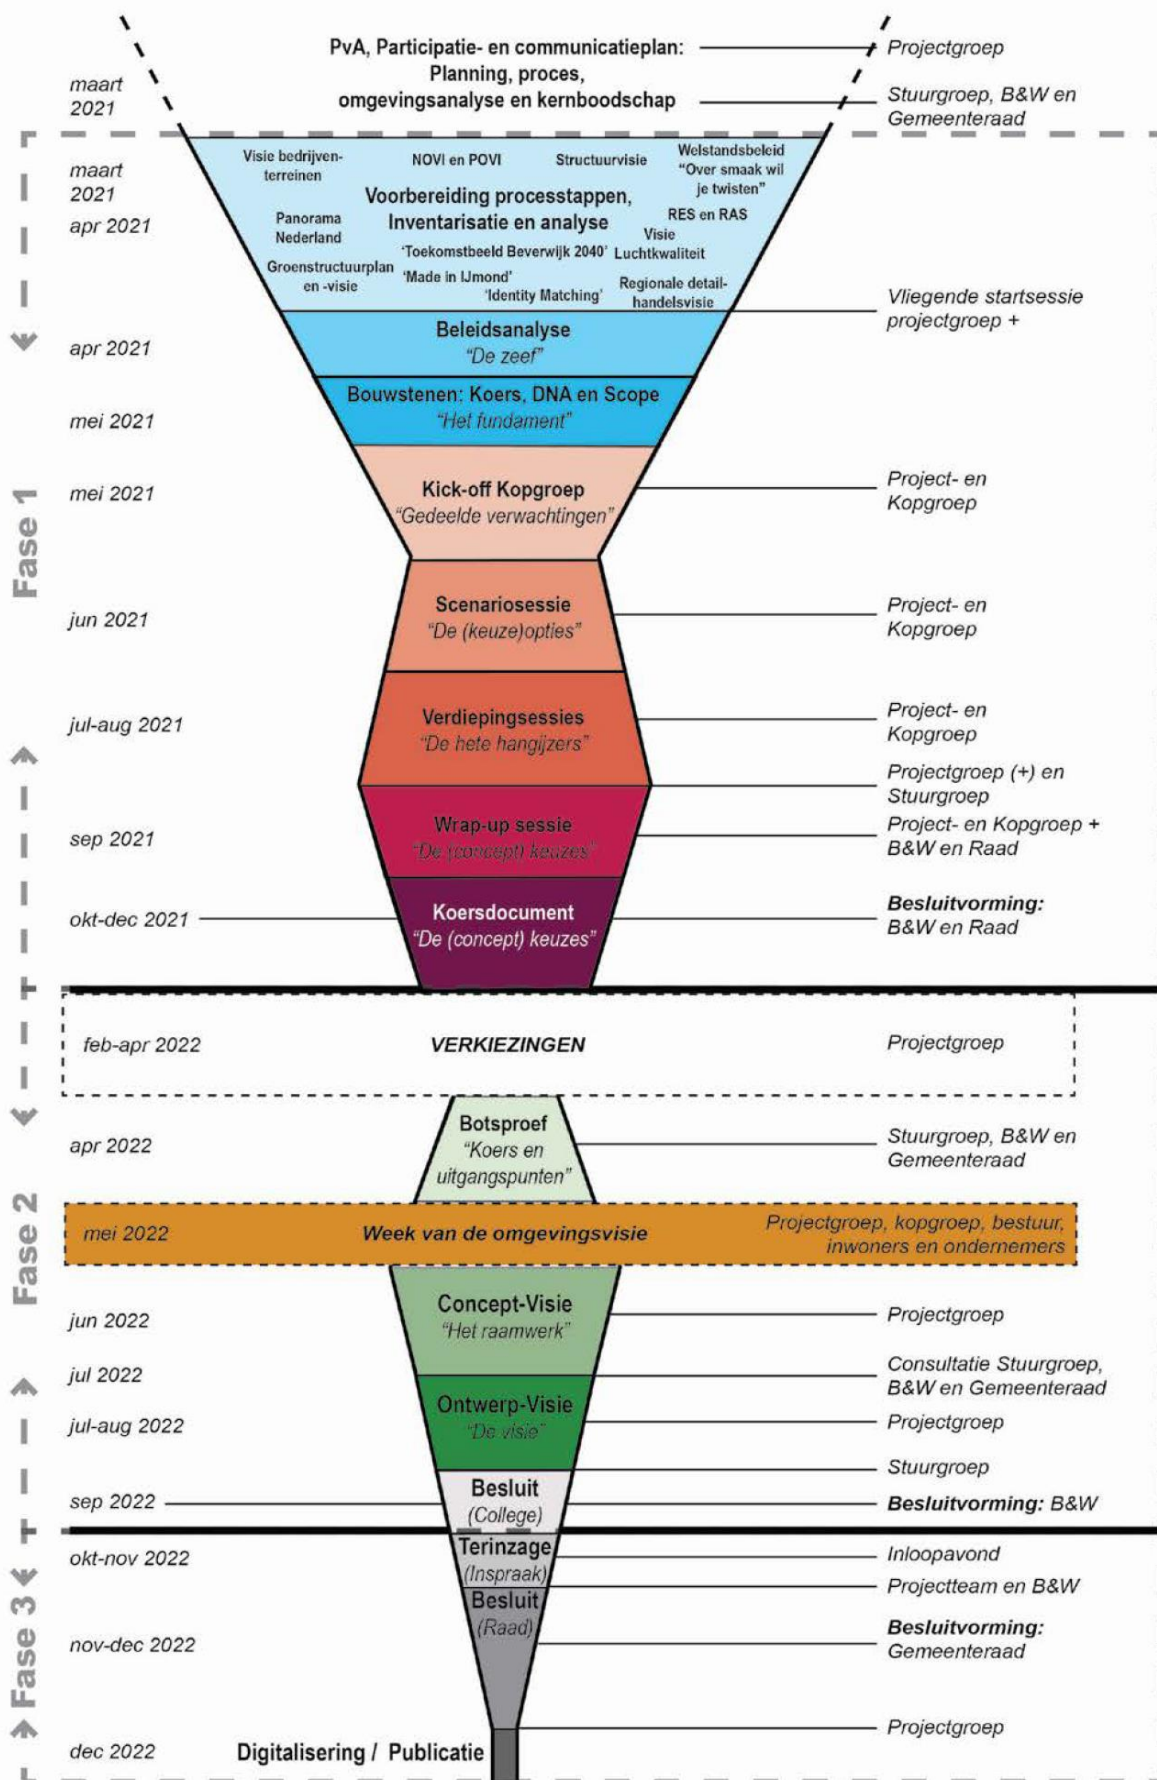 PvA, Participatie- en communicatieplan:
Planning, proces,
omgevingsanalyse en kernboodschap
Projectgroep
maart
2021
Stuurgroep, B&W en
Gemeenteraad
Fase 1
maart
2021
apr 2021
Visie bedrijven-
terreinen
NOVI en POVI
Structuurvisie
Welstandsbeleid
“Over smaak wil
je twisten”
Voorbereiding processtappen,
Inventarisatie en analyse
Panorama
Nederland
RES en RAS
Visie
Luchtkwaliteit
‘Toekomstbeeld Beverwijk 2040’
Groenstructuurplan
en -visie
‘Made in IJmond’
‘Identity Matching’
Regionale detail-
handelsvisie
Vliegende startsessie
projectgroep +
apr 2021
Beleidsanalyse
“De zeef”
mei 2021
Bouwstenen: Koers, DNA en Scope
“Het fundament”
mei 2021
Kick-off Kopgroep
“Gedeelde verwachtingen”
Project- en
Kopgroep
jun 2021
Scenariosessie
“De (keuze)opties”
Project- en
Kopgroep
jul-aug 2021
Verdiepingsessies
“De hete hangijzers”
Project- en
Kopgroep
Projectgroep (+) en
Stuurgroep
sep 2021
Wrap-up sessie
“De (concept) keuzes”
Project- en Kopgroep +
B&W en Raad
okt-dec 2021
Koersdocument
“De (concept) keuzes”
Besluitvorming:
B&W en Raad
Fase 2
feb-apr 2022
VERKIEZINGEN
Projectgroep
apr 2022
Botsproef
“Koers en
uitgangspunten”
Stuurgroep, B&W en
Gemeenteraad
mei 2022
Week van de omgevingsvisie
Projectgroep, kopgroep, bestuur,
inwoners en ondernemers
jun 2022
Concept-Visie
“Het raamwerk”
Projectgroep
jul 2022
Consultatie Stuurgroep,
B&W en Gemeenteraad
jul-aug 2022
Ontwerp-Visie
“De visie”
Projectgroep
Stuurgroep
sep 2022
Besluit
(College)
Besluitvorming: B&W
Fase 3
okt-nov 2022
Terinzage
(Inspraak)
Inloopavond
Projectteam en B&W
nov-dec 2022
Besluit
(Raad)
Besluitvorming:
Gemeenteraad
Projectgroep
dec 2022
Digitalisering / Publicatie